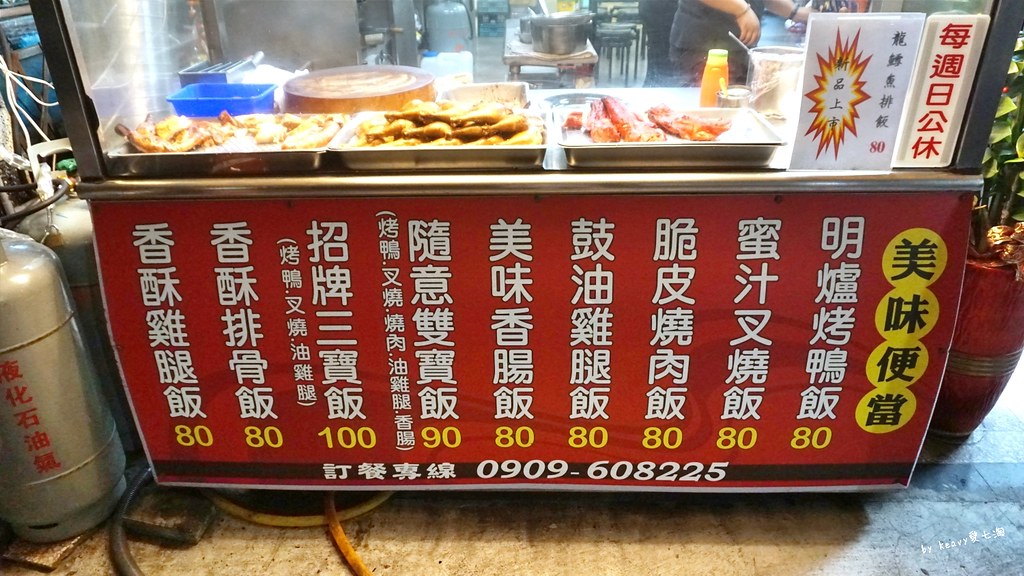 每週日公休
龍鱈魚排飯
80
新品上市
美味便當
明爐烤鴨飯
80
蜜汁叉燒飯
80
脆皮燒肉飯
80
鼓油雞腿飯
80
美味香腸飯
80
隨意雙寶飯
(烤鴨.叉燒.燒肉.油雞腿.香腸)
90
招牌三寶飯
(烤鴨.叉燒.油雞腿)
100
香酥排骨飯
80
香酥雞腿飯
80
訂餐專線 0909-608225
液化石油氣
by keavy雙七淘